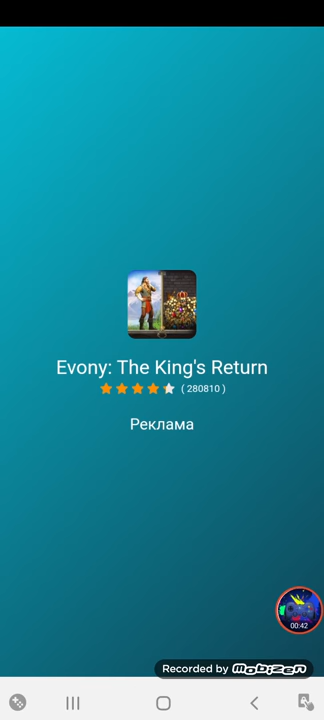 Evony: The King's Return
( 280810 )
Реклама
00:42
Recorded by MOBIZEN